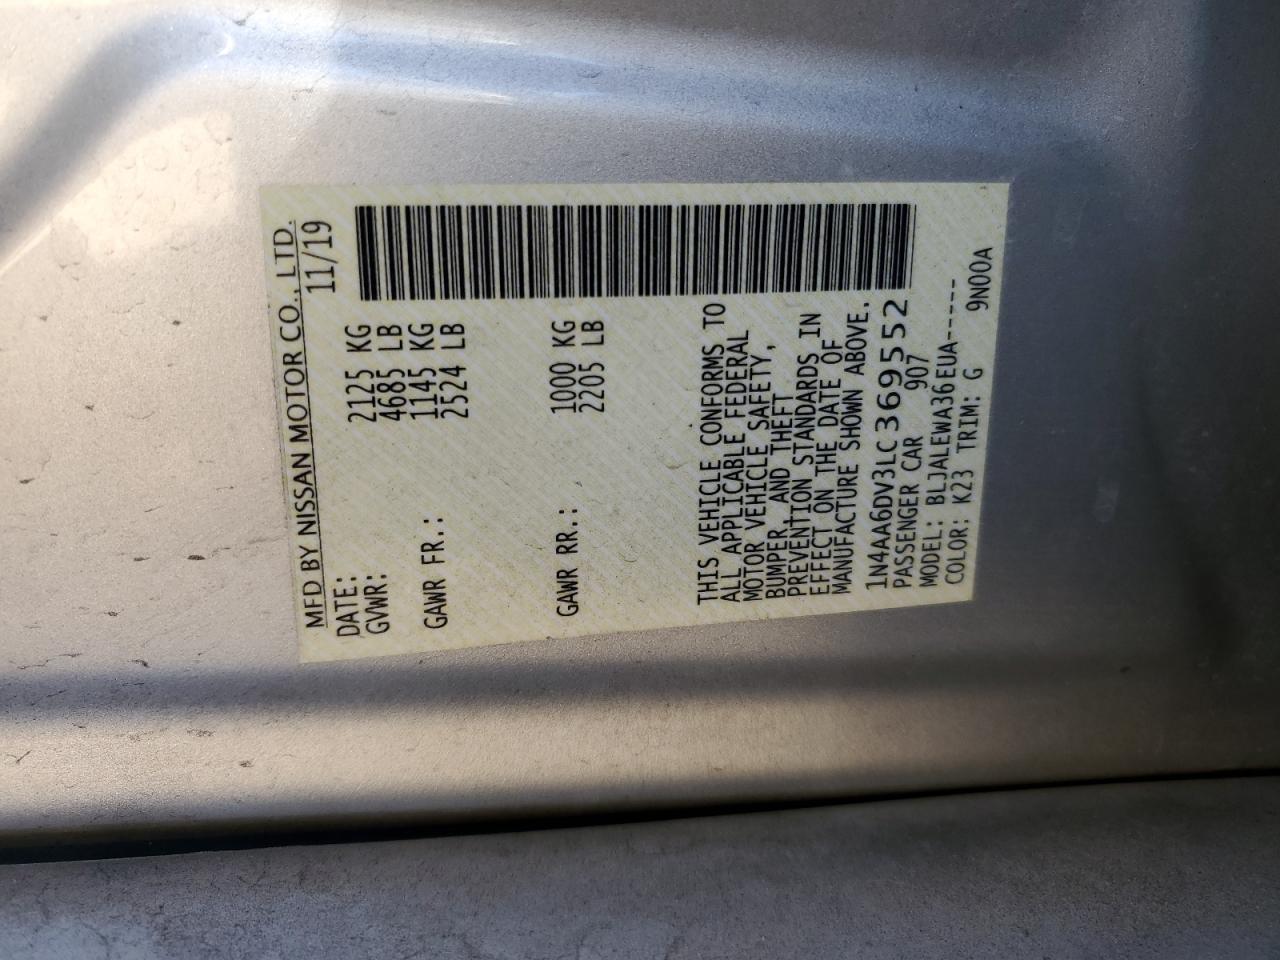 MFD BY NISSAN MOTOR CO., LTD.
DATE: 11/19
GVWR: 2125 KG
4685 LB
GAWR FR.: 1145 KG
2524 LB
GAWR RR.: 1000 KG
2205 LB
THIS VEHICLE CONFORMS TO
ALL APPLICABLE FEDERAL
MOTOR VEHICLE SAFETY,
BUMPER, AND THEFT
PREVENTION STANDARDS IN
EFFECT ON THE DATE OF
MANUFACTURE SHOWN ABOVE.
1N4AA6DV3LC369552
PASSENGER CAR 907
MODEL: BLJALEWA36EUA-----
COLOR: K23 TRIM: G 9N00A